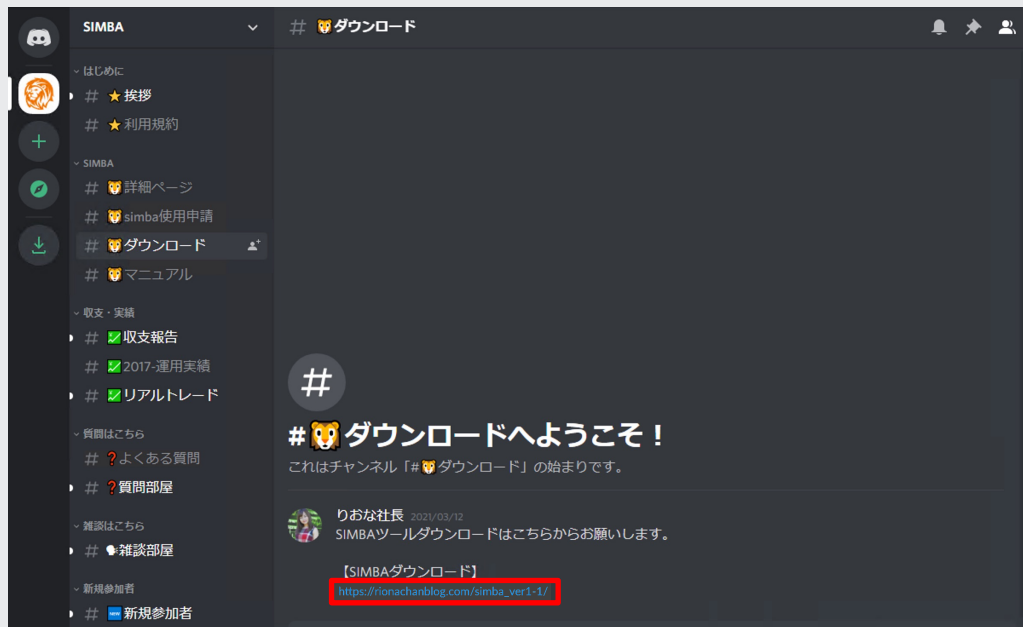 SIMBA
はじめに
# ⭐挨拶
# ⭐利用規約
SIMBA
# 🦁詳細ページ
# 🦁simba使用申請
# 🦁ダウンロード
# 🦁マニュアル
収支・実績
# 💹収支報告
# 💹2017-運用実績
# 💹リアルトレード
質問はこちら
# ❓よくある質問
# ❓質問部屋
雑談はこちら
# 🗣雑談部屋
新規参加者
# 🆕新規参加者
# 🦁ダウンロード
#
#🦁ダウンロードへようこそ！
これはチャンネル「#🦁ダウンロード」の始まりです。
りおな社長 2021/03/12
SIMBAツールダウンロードはこちらからお願いします。
【SIMBAダウンロード】
https://rionachanblog.com/simba_ver1-1/